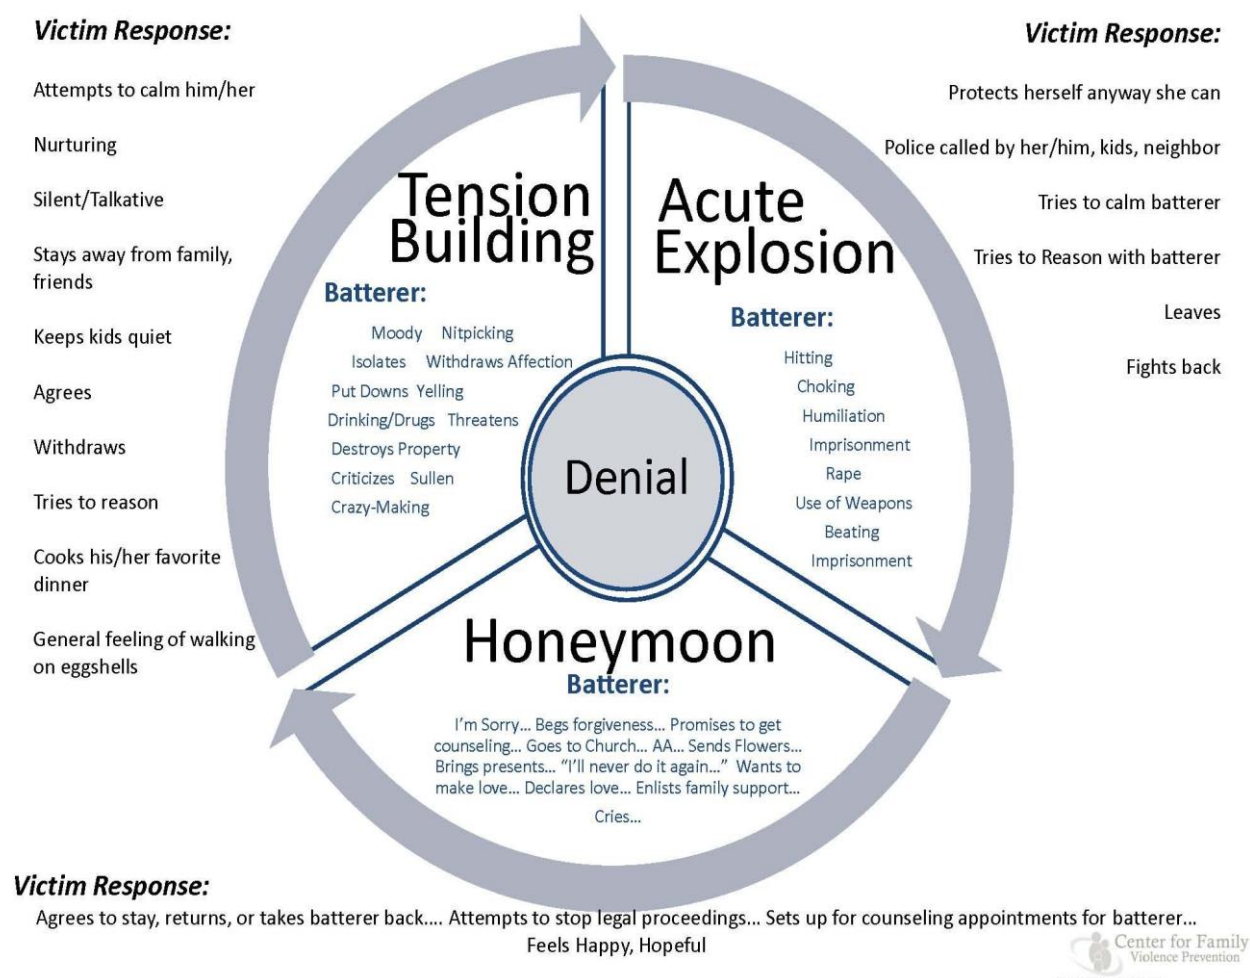 Victim Response:
Attempts to calm him/her
Nurturing
Silent/Talkative
Stays away from family,
friends
Keeps kids quiet
Agrees
Withdraws
Tries to reason
Cooks his/her favorite
dinner
General feeling of walking
on eggshells
Tension
Building
Batterer:
Moody Nitpicking
Isolates Withdraws Affection
Put Downs Yelling
Drinking/Drugs Threatens
Destroys Property
Criticizes Sullen
Crazy-Making
Acute
Explosion
Batterer:
Hitting
Choking
Humiliation
Imprisonment
Rape
Use of Weapons
Beating
Imprisonment
Victim Response:
Protects herself anyway she can
Police called by her/him, kids, neighbor
Tries to calm batterer
Tries to Reason with batterer
Leaves
Fights back
Denial
Honeymoon
Batterer:
I'm Sorry... Begs forgiveness... Promises to get
counseling... Goes to Church... AA... Sends Flowers...
Brings presents... “I'll never do it again...” Wants to
make love... Declares love... Enlists family support...
Cries...
Victim Response:
Agrees to stay, returns, or takes batterer back.... Attempts to stop legal proceedings... Sets up for counseling appointments for batterer...
Feels Happy, Hopeful
Center for Family
Violence Prevention